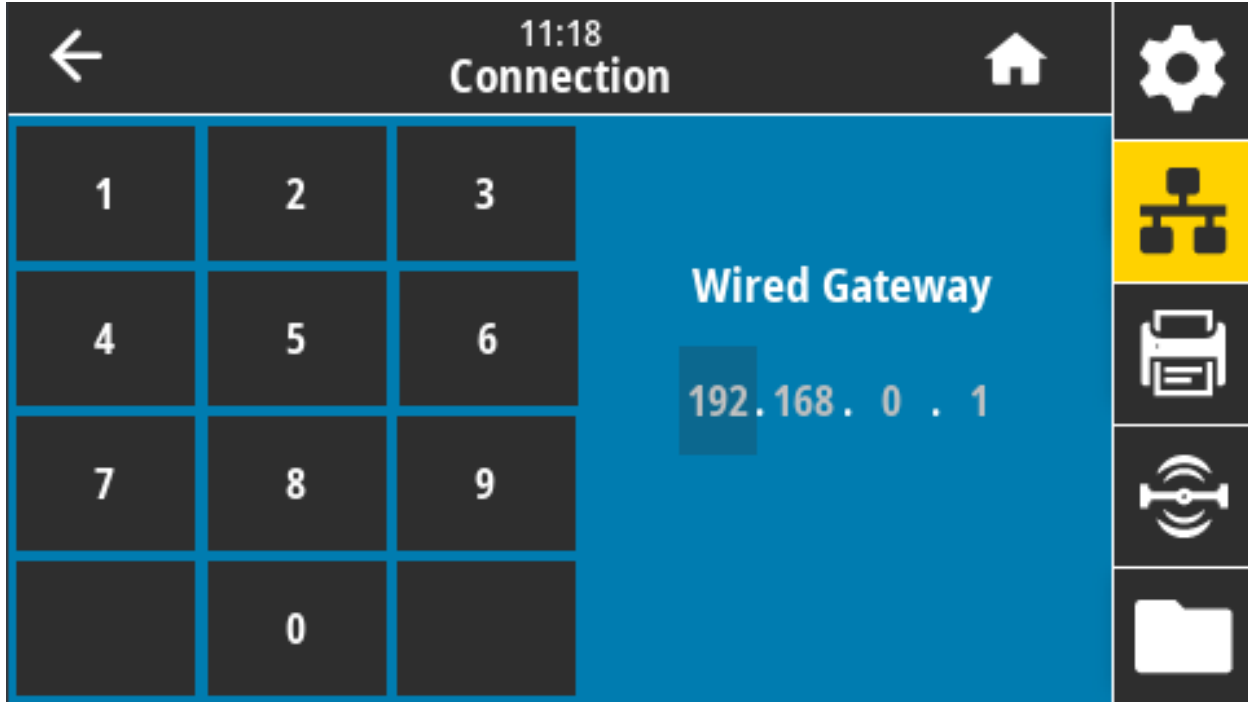 11:18
Connection
1 2 3
Wired Gateway
4 5 6
192.168. 0 . 1
7 8 9
0